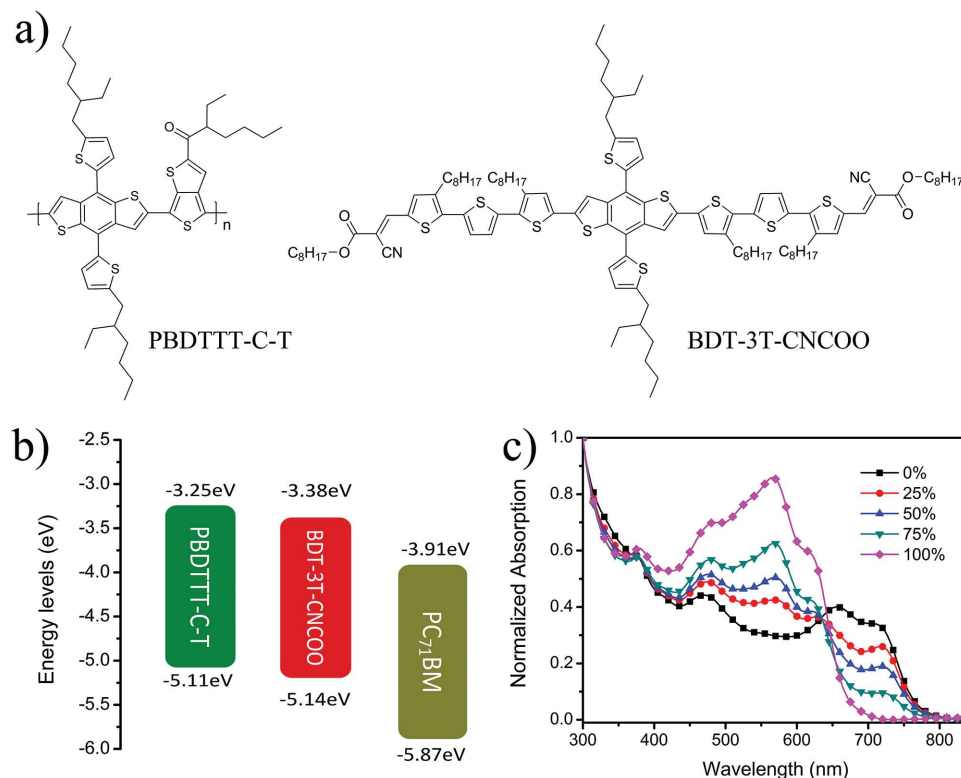 a)
O
S
S
S
S
S
S
S
n
PBDTTT-C-T
C₈H₁₇
C₈H₁₇
NC
O
C₈H₁₇
O
S
S
S
S
S
S
S
S
S
S
O
O
C₈H₁₇
CN
C₈H₁₇
C₈H₁₇
BDT-3T-CNCOO
b)
Energy levels (eV)
-2.5
-3.0
-3.5
-4.0
-4.5
-5.0
-5.5
-6.0
-3.25eV
PBDTTT-C-T
-5.11eV
-3.38eV
BDT-3T-CNCOO
-5.14eV
-3.91eV
PC₇₁BM
-5.87eV
c)
Normalized Absorption
1.0
0.8
0.6
0.4
0.2
0.0
0%
25%
50%
75%
100%
300 400 500 600 700 800
Wavelength (nm)